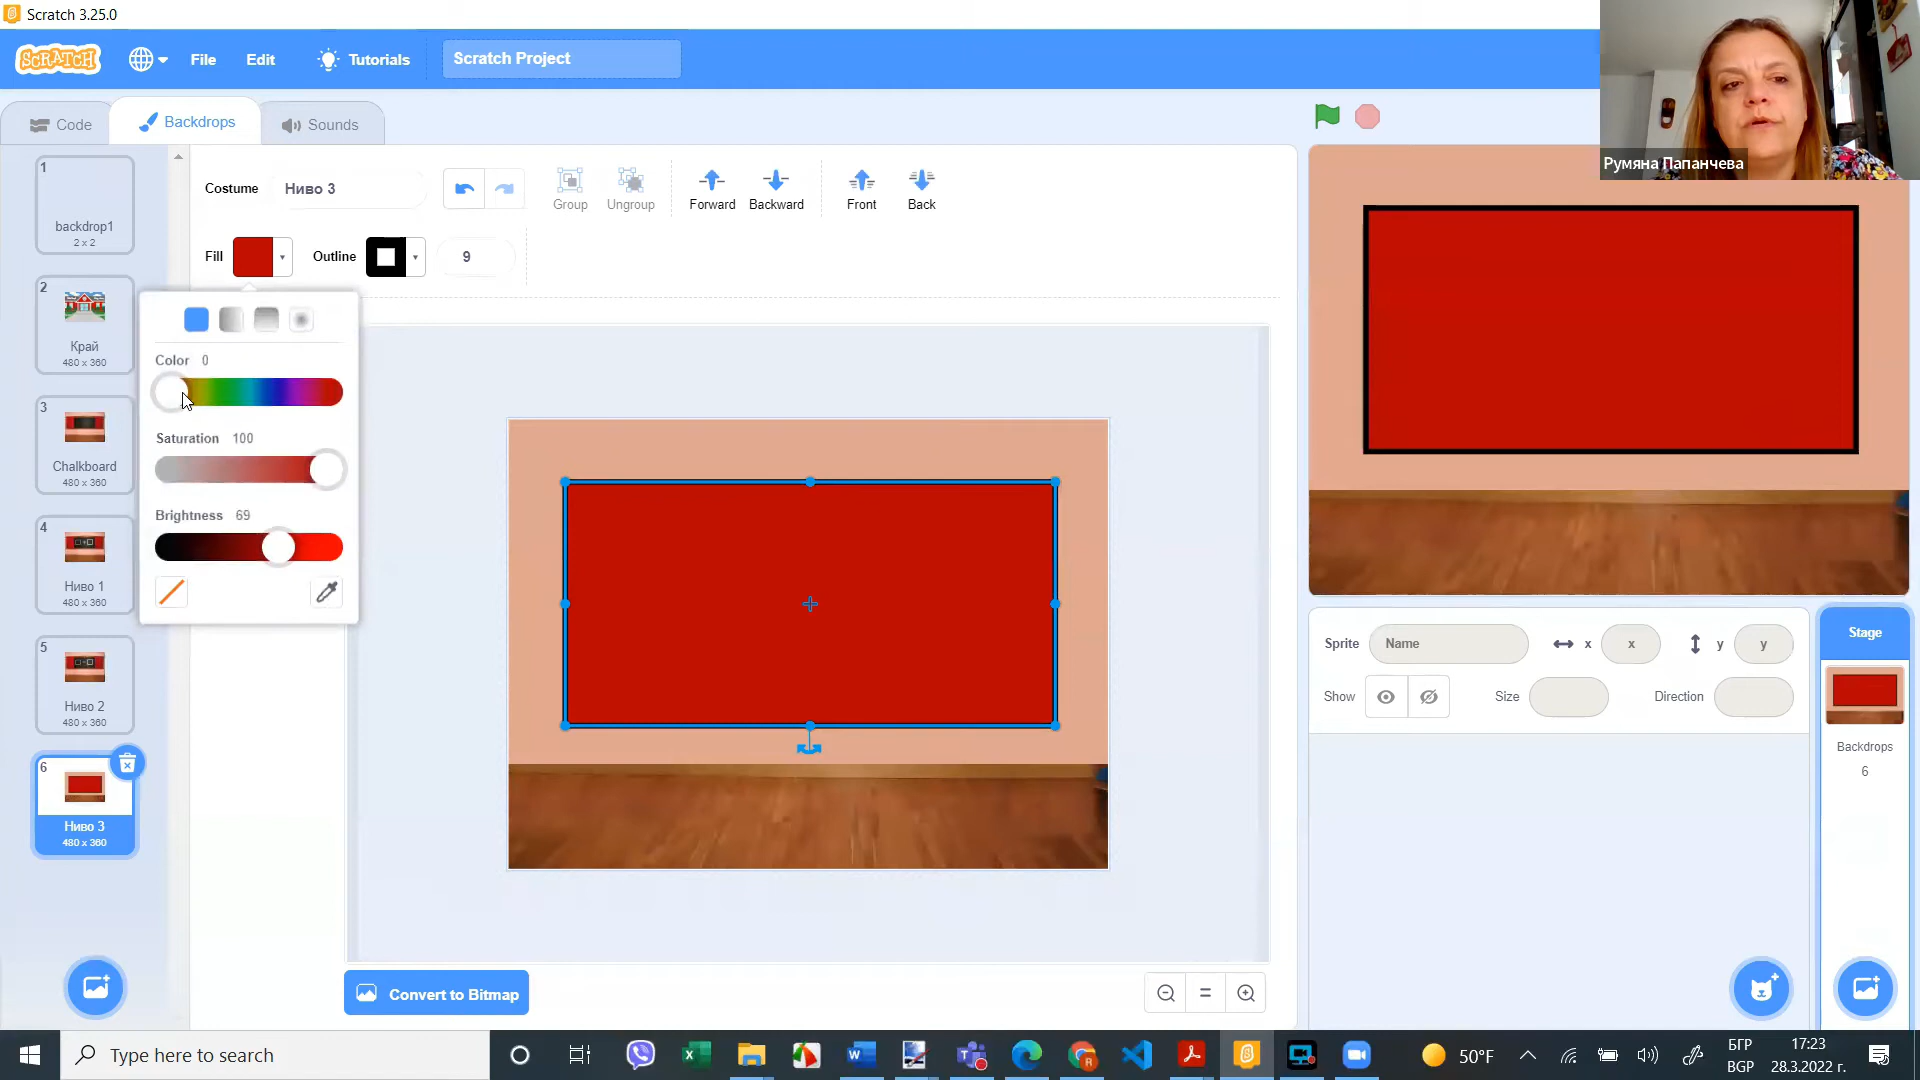 Scratch 3.25.0
SCRATCH File Edit Tutorials Scratch Project
Code Backdrops Sounds
Румяна Папанчева
1
backdrop1
2 x 2
2
Край
480 x 360
3
Chalkboard
480 x 360
4
Ниво 1
480 x 360
5
Ниво 2
480 x 360
6
Ниво 3
480 x 360
Costume Ниво 3
Group Ungroup Forward Backward Front Back
Fill Outline 9
Color 0
Saturation 100
Brightness 69
Convert to Bitmap
Sprite Name x x y y
Show Size Direction
Stage
Backdrops
6
Type here to search
50°F
БГР
BGP
17:23
28.3.2022 г.